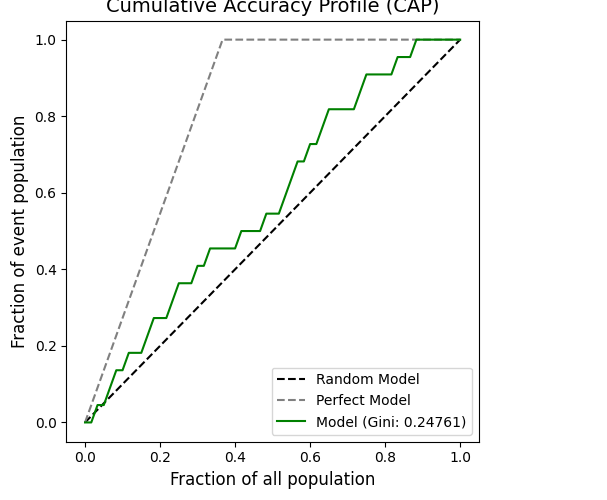 Cumulative Accuracy Profile (CAP)
1.0
0.8
0.6
0.4
0.2
0.0
Fraction of event population
Random Model
Perfect Model
Model (Gini: 0.24761)
0.0 0.2 0.4 0.6 0.8 1.0
Fraction of all population